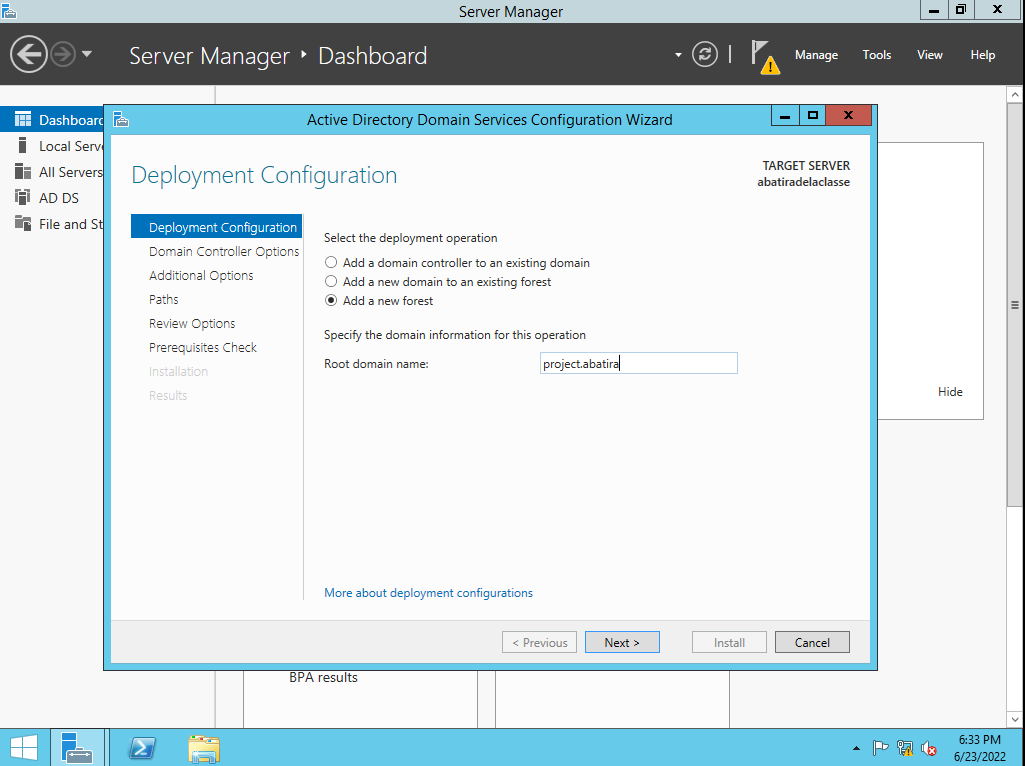 Server Manager
Server Manager ‣ Dashboard
Manage Tools View Help
Dashboard
Local Serve
All Servers
AD DS
File and St
Active Directory Domain Services Configuration Wizard
Deployment Configuration
TARGET SERVER
abatiradelaclasse
Deployment Configuration
Domain Controller Options
Additional Options
Paths
Review Options
Prerequisites Check
Installation
Results
Select the deployment operation
Add a domain controller to an existing domain
Add a new domain to an existing forest
Add a new forest
Specify the domain information for this operation
Root domain name: project.abatira
More about deployment configurations
< Previous Next > Install Cancel
Hide
BPA results
6:33 PM
6/23/2022